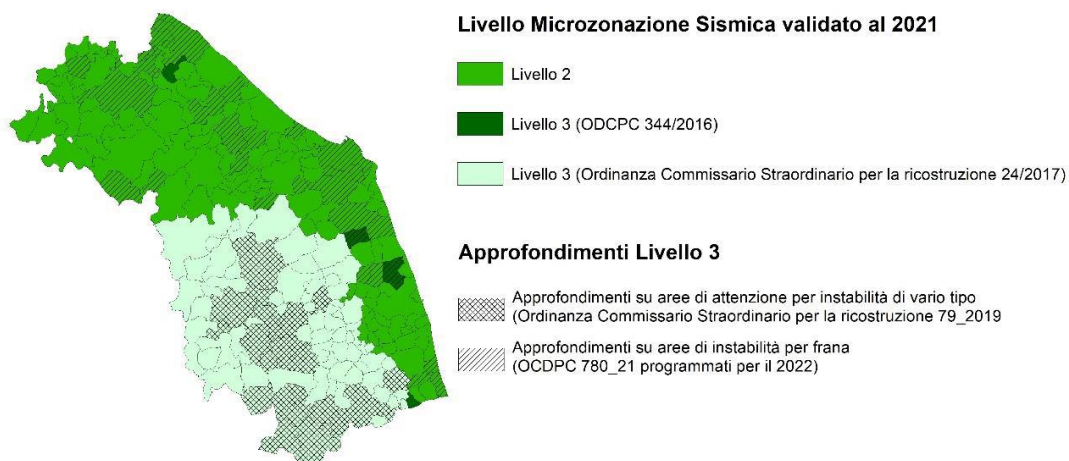 Livello Microzonazione Sismica validato al 2021
Livello 2
Livello 3 (ODCPC 344/2016)
Livello 3 (Ordinanza Commissario Straordinario per la ricostruzione 24/2017)
Approfondimenti Livello 3
Approfondimenti su aree di attenzione per instabilità di vario tipo
(Ordinanza Commissario Straordinario per la ricostruzione 79_2019
Approfondimenti su aree di instabilità per frana
(OCDPC 780_21 programmati per il 2022)